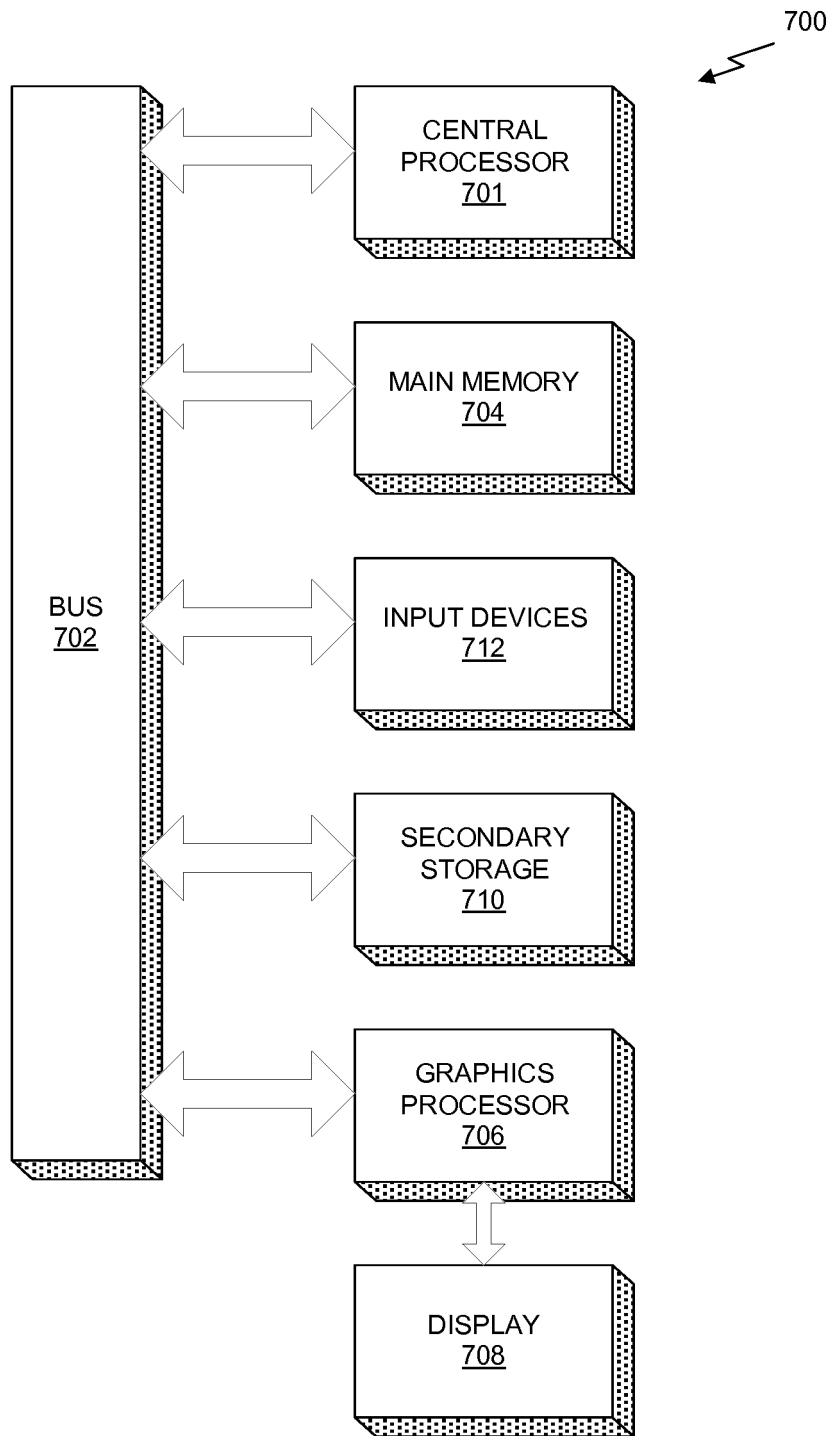 700
CENTRAL
PROCESSOR
701
MAIN MEMORY
704
BUS
702
INPUT DEVICES
712
SECONDARY
STORAGE
710
GRAPHICS
PROCESSOR
706
DISPLAY
708